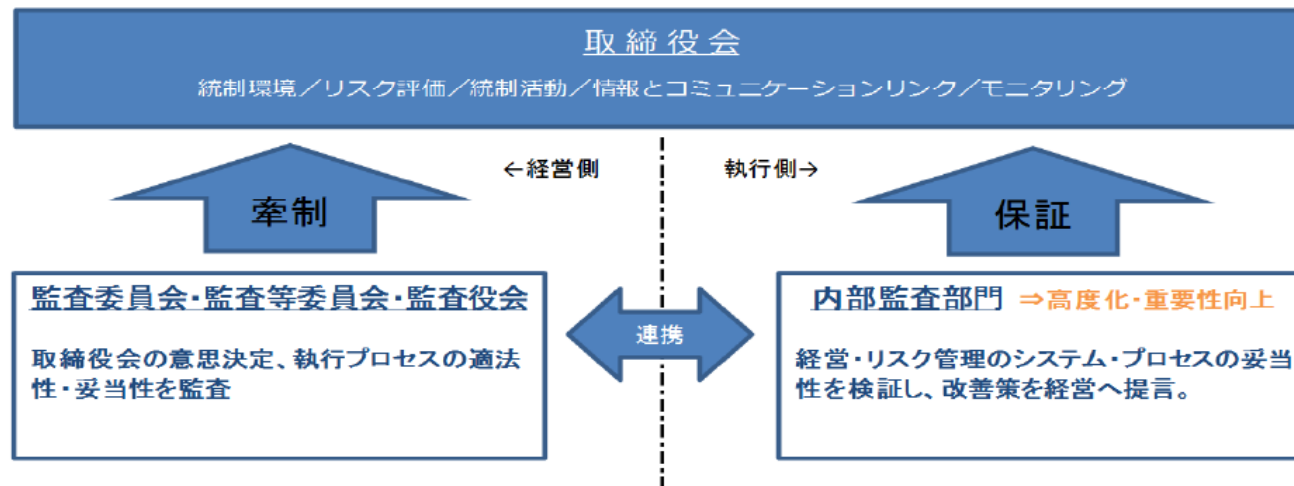 取締役会
統制環境／リスク評価／統制活動／情報とコミュニケーションリンク／モニタリング
←経営側
執行側→
牽制
保証
監査委員会・監査等委員会・監査役会
取締役会の意思決定、執行プロセスの適法
性・妥当性を監査
連携
内部監査部門 ⇒高度化・重要性向上
経営・リスク管理のシステム・プロセスの妥当
性を検証し、改善策を経営へ提言。